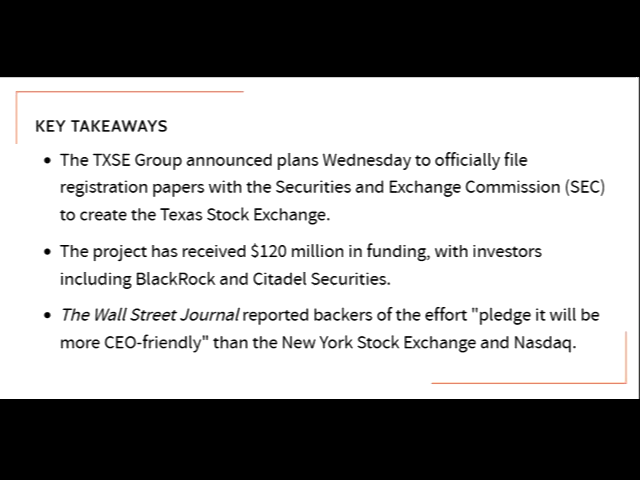 KEY TAKEAWAYS
• The TXSE Group announced plans Wednesday to officially file
registration papers with the Securities and Exchange Commission (SEC)
to create the Texas Stock Exchange.
• The project has received $120 million in funding, with investors
including BlackRock and Citadel Securities.
• The Wall Street Journal reported backers of the effort "pledge it will be
more CEO-friendly" than the New York Stock Exchange and Nasdaq.